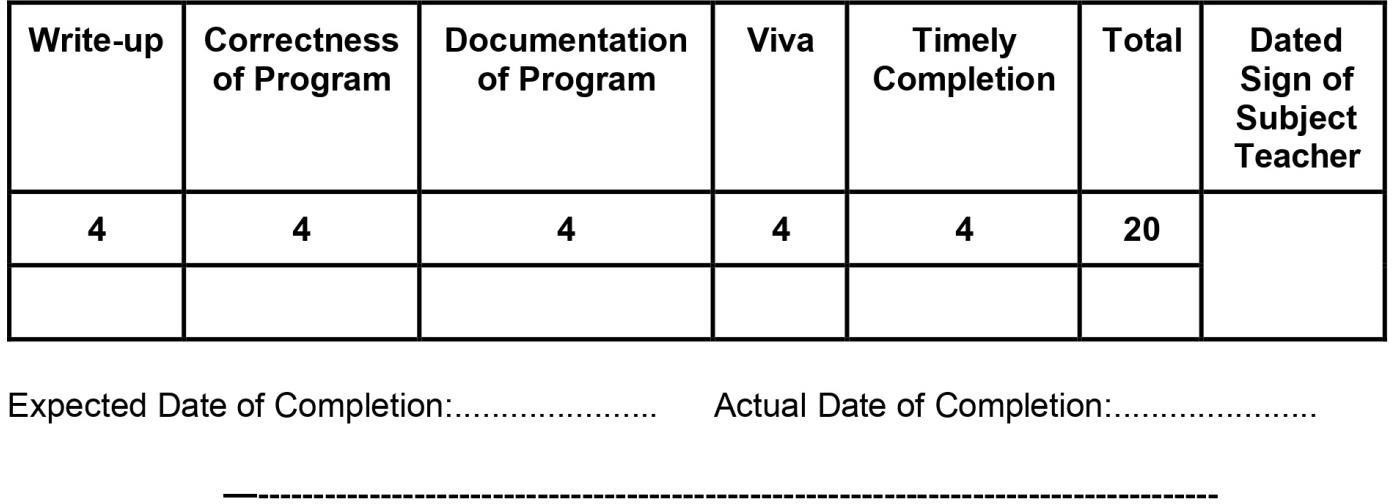 Write-up Correctness of Program Documentation of Program Viva Timely Completion Total Dated Sign of Subject Teacher
4 4 4 4 4 20
Expected Date of Completion:...................... Actual Date of Completion:......................